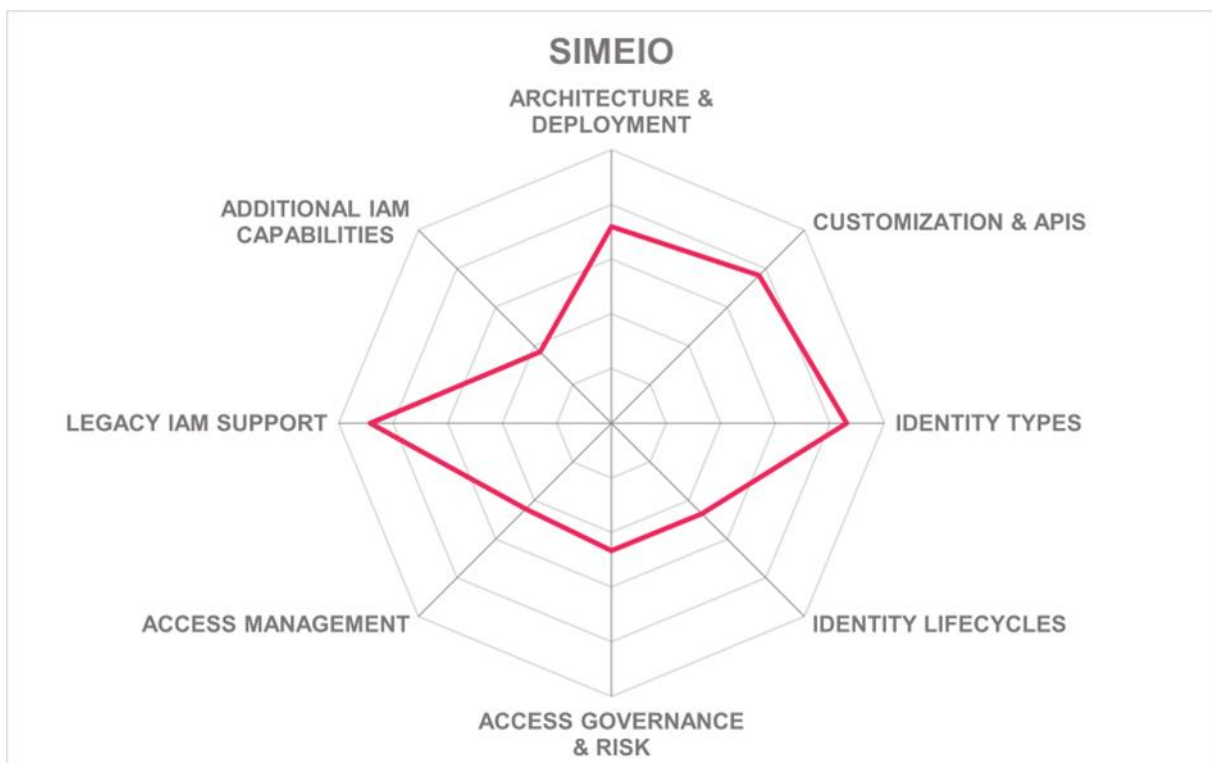 SIMEIO
ARCHITECTURE &
DEPLOYMENT
ADDITIONAL IAM
CAPABILITIES
CUSTOMIZATION & APIS
LEGACY IAM SUPPORT
IDENTITY TYPES
ACCESS MANAGEMENT
IDENTITY LIFECYCLES
ACCESS GOVERNANCE
& RISK